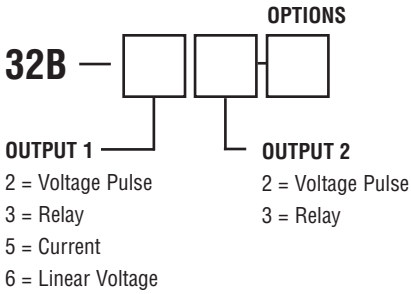 OPTIONS
32B —
OUTPUT 1
2 = Voltage Pulse
3 = Relay
5 = Current
6 = Linear Voltage
OUTPUT 2
2 = Voltage Pulse
3 = Relay